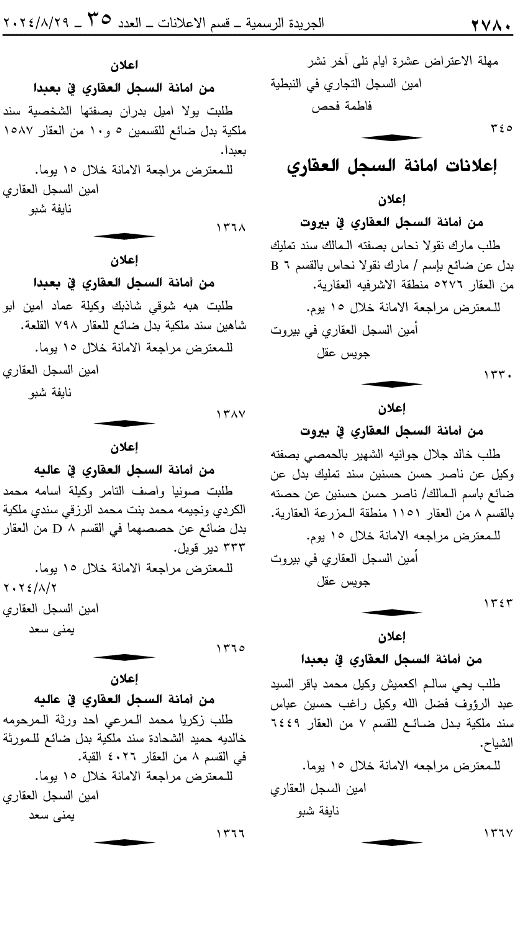 ٢٧٨٠
الجريدة الرسمية ــ قسم الاعلانات ــ العدد ٣٥ ــ ٢٠٢٤/٨/٢٩
مهلة الاعتراض عشرة ايام تلي آخر نشر
امين السجل التجاري في النبطية
فاطمة فحص
٣٤٥
إعلانات امانة السجل العقاري
إعلان
من أمانة السجل العقاري في بيروت
طلب مارك نقولا نحاس بصفته المالك سند تمليك
بدل عن ضائع بإسم / مارك نقولا نحاس بالقسم ٦ B
من العقار ٥٢٧٦ منطقة الاشرفيه العقارية.
للمعترض مراجعة الامانة خلال ١٥ يوم.
أمين السجل العقاري في بيروت
جويس عقل
١٣٣٠
إعلان
من أمانة السجل العقاري في بيروت
طلب خالد جلال جوانيه الشهير بالحمصي بصفته
وكيل عن ناصر حسن حسنين سند تمليك بدل عن
ضائع باسم المالك/ ناصر حسن حسنين عن حصته
بالقسم ٨ من العقار ١١٥١ منطقة المزرعة العقارية.
للمعترض مراجعه الامانة خلال ١٥ يوم.
أمين السجل العقاري في بيروت
جويس عقل
١٣٤٣
إعلان
من أمانة السجل العقاري في بعبدا
طلب يحي سالم اكعميش وكيل محمد باقر السيد
عبد الرؤوف فضل الله وكيل راغب حسين عباس
سند ملكية بدل ضائع للقسم ٧ من العقار ٦٤٤٩
الشياح.
للمعترض مراجعه الامانة خلال ١٥ يوما.
امين السجل العقاري
نايفة شبو
١٣٦٧
اعلان
من امانة السجل العقاري في بعبدا
طلبت يولا اميل بدران بصفتها الشخصية سند
ملكية بدل ضائع للقسمين ٥ و١٠ من العقار ١٥٨٧
بعبدا.
للمعترض مراجعة الامانة خلال ١٥ يوما.
امين السجل العقاري
نايفة شبو
١٣٦٨
إعلان
من أمانة السجل العقاري في بعبدا
طلبت هبه شوقي شاذبك وكيلة عماد امين ابو
شاهين سند ملكية بدل ضائع للعقار ٧٩٨ القلعة.
للمعترض مراجعة الامانة خلال ١٥ يوما.
امين السجل العقاري
نايفة شبو
١٣٨٧
إعلان
من أمانة السجل العقاري في عاليه
طلبت صونيا واصف التامر وكيلة أسامه محمد
الكردي ونجيمه محمد بنت محمد الرزقي سندي ملكية
بدل ضائع عن حصصهما في القسم ٨ D من العقار
٣٣٣ دير قوبل.
للمعترض مراجعة الامانة خلال ١٥ يوما.
٢٠٢٤/٨/٢
امين السجل العقاري
يمنى سعد
١٣٦٥
إعلان
من أمانة السجل العقاري في عاليه
طلب زكريا محمد المرعي احد ورثة المرحومه
خالديه حميد الشحادة سند ملكية بدل ضائع للمورثة
في القسم ٨ من العقار ٤٠٢٦ القبة.
للمعترض مراجعة الامانة خلال ١٥ يوما.
امين السجل العقاري
يمنى سعد
١٣٦٦